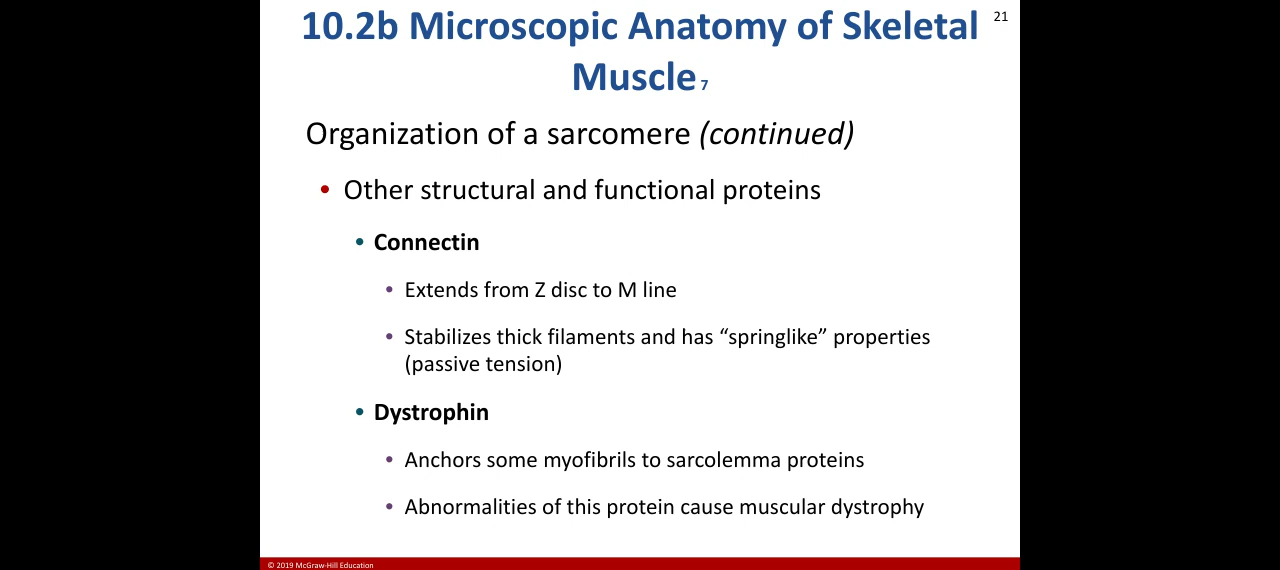 10.2b Microscopic Anatomy of Skeletal
Muscle 7
21
Organization of a sarcomere (continued)
• Other structural and functional proteins
• Connectin
• Extends from Z disc to M line
• Stabilizes thick filaments and has “springlike” properties
(passive tension)
• Dystrophin
• Anchors some myofibrils to sarcolemma proteins
• Abnormalities of this protein cause muscular dystrophy
© 2019 McGraw-Hill Education